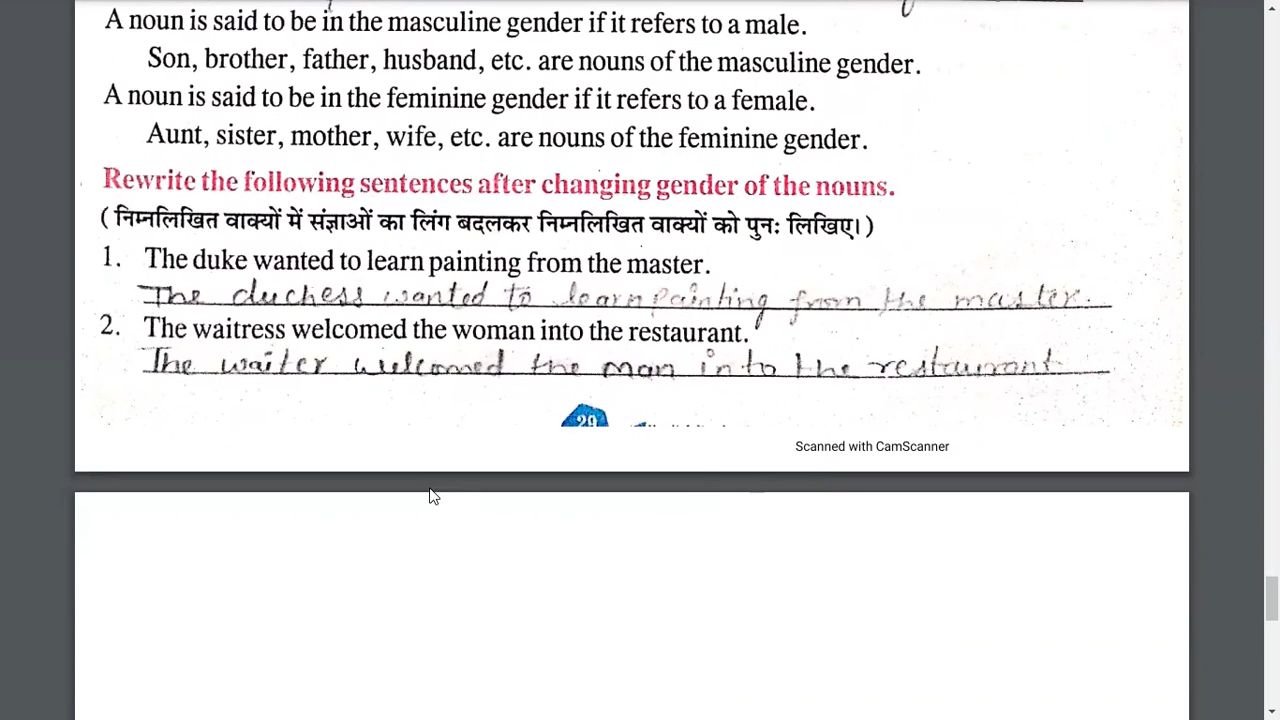 A noun is said to be in the masculine gender if it refers to a male.
Son, brother, father, husband, etc. are nouns of the masculine gender.
A noun is said to be in the feminine gender if it refers to a female.
Aunt, sister, mother, wife, etc. are nouns of the feminine gender.
Rewrite the following sentences after changing gender of the nouns.
(निम्नलिखित वाक्यों में संज्ञाओं का लिंग बदलकर निम्नलिखित वाक्यों को पुनः लिखिए।)
1. The duke wanted to learn painting from the master.
The duchess wanted to learn painting from the master.
2. The waitress welcomed the woman into the restaurant.
The waiter welcomed the man into the restaurant.
29
Scanned with CamScanner